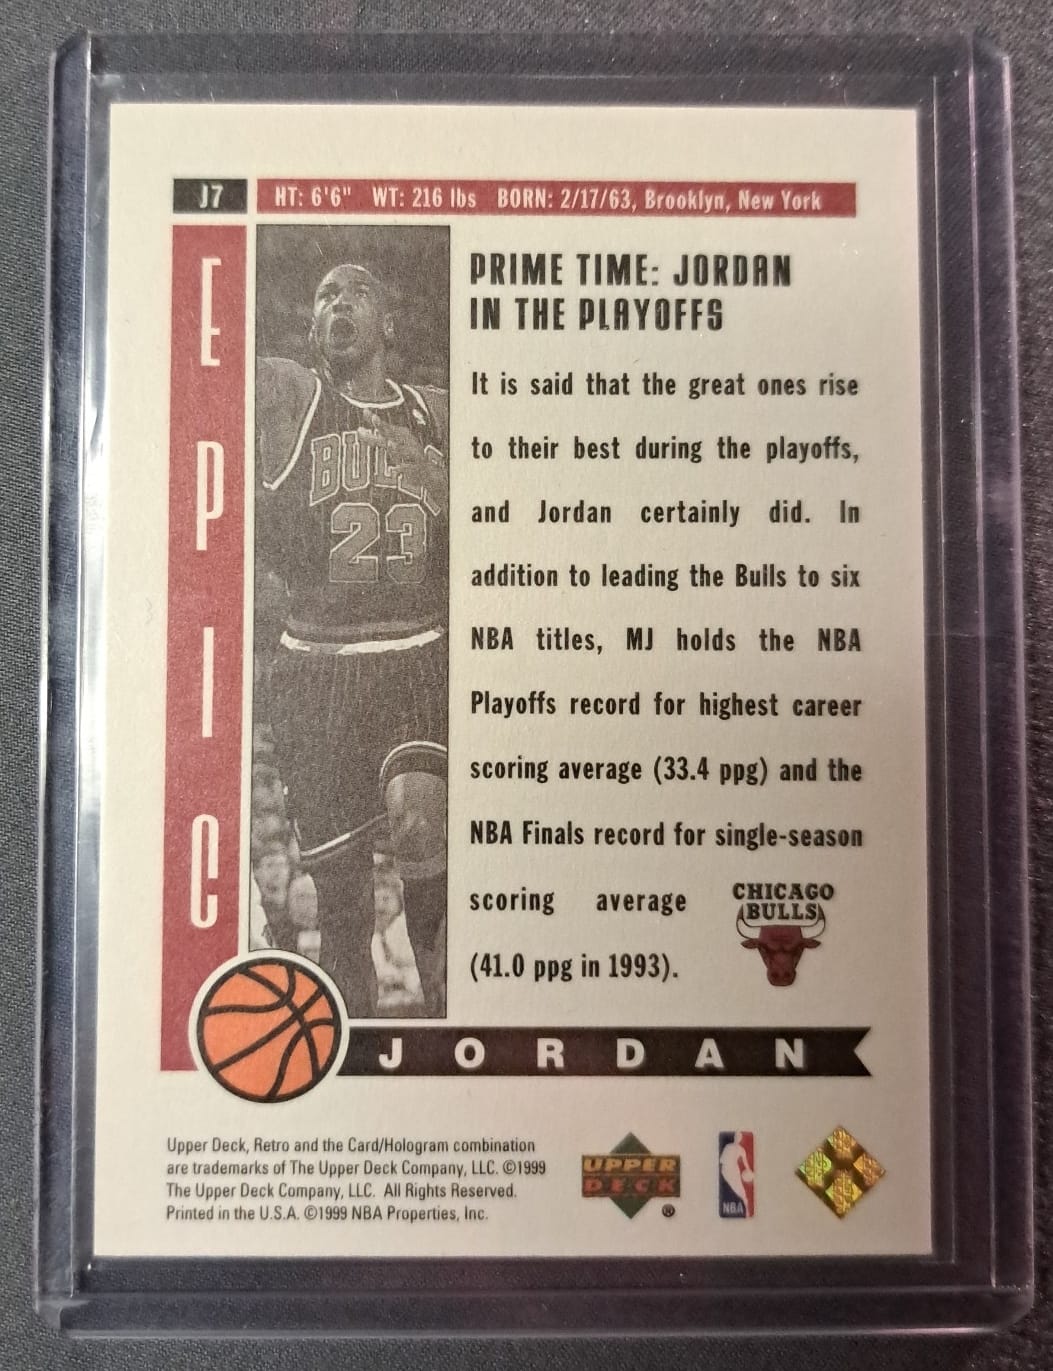 J7
HT: 6'6" WT: 216 lbs BORN: 2/17/63, Brooklyn, New York
EPIC
PRIME TIME: JORDAN
IN THE PLAYOFFS
It is said that the great ones rise
to their best during the playoffs,
and Jordan certainly did. In
addition to leading the Bulls to six
NBA titles, MJ holds the NBA
Playoffs record for highest career
scoring average (33.4 ppg) and the
NBA Finals record for single-season
scoring average
(41.0 ppg in 1993).
CHICAGO
BULLS
BULLS
23
JORDAN
Upper Deck, Retro and the Card/Hologram combination
are trademarks of The Upper Deck Company, LLC. ©1999
The Upper Deck Company, LLC. All Rights Reserved.
Printed in the U.S.A. ©1999 NBA Properties, Inc.
UPPER
DECK
®
NBA